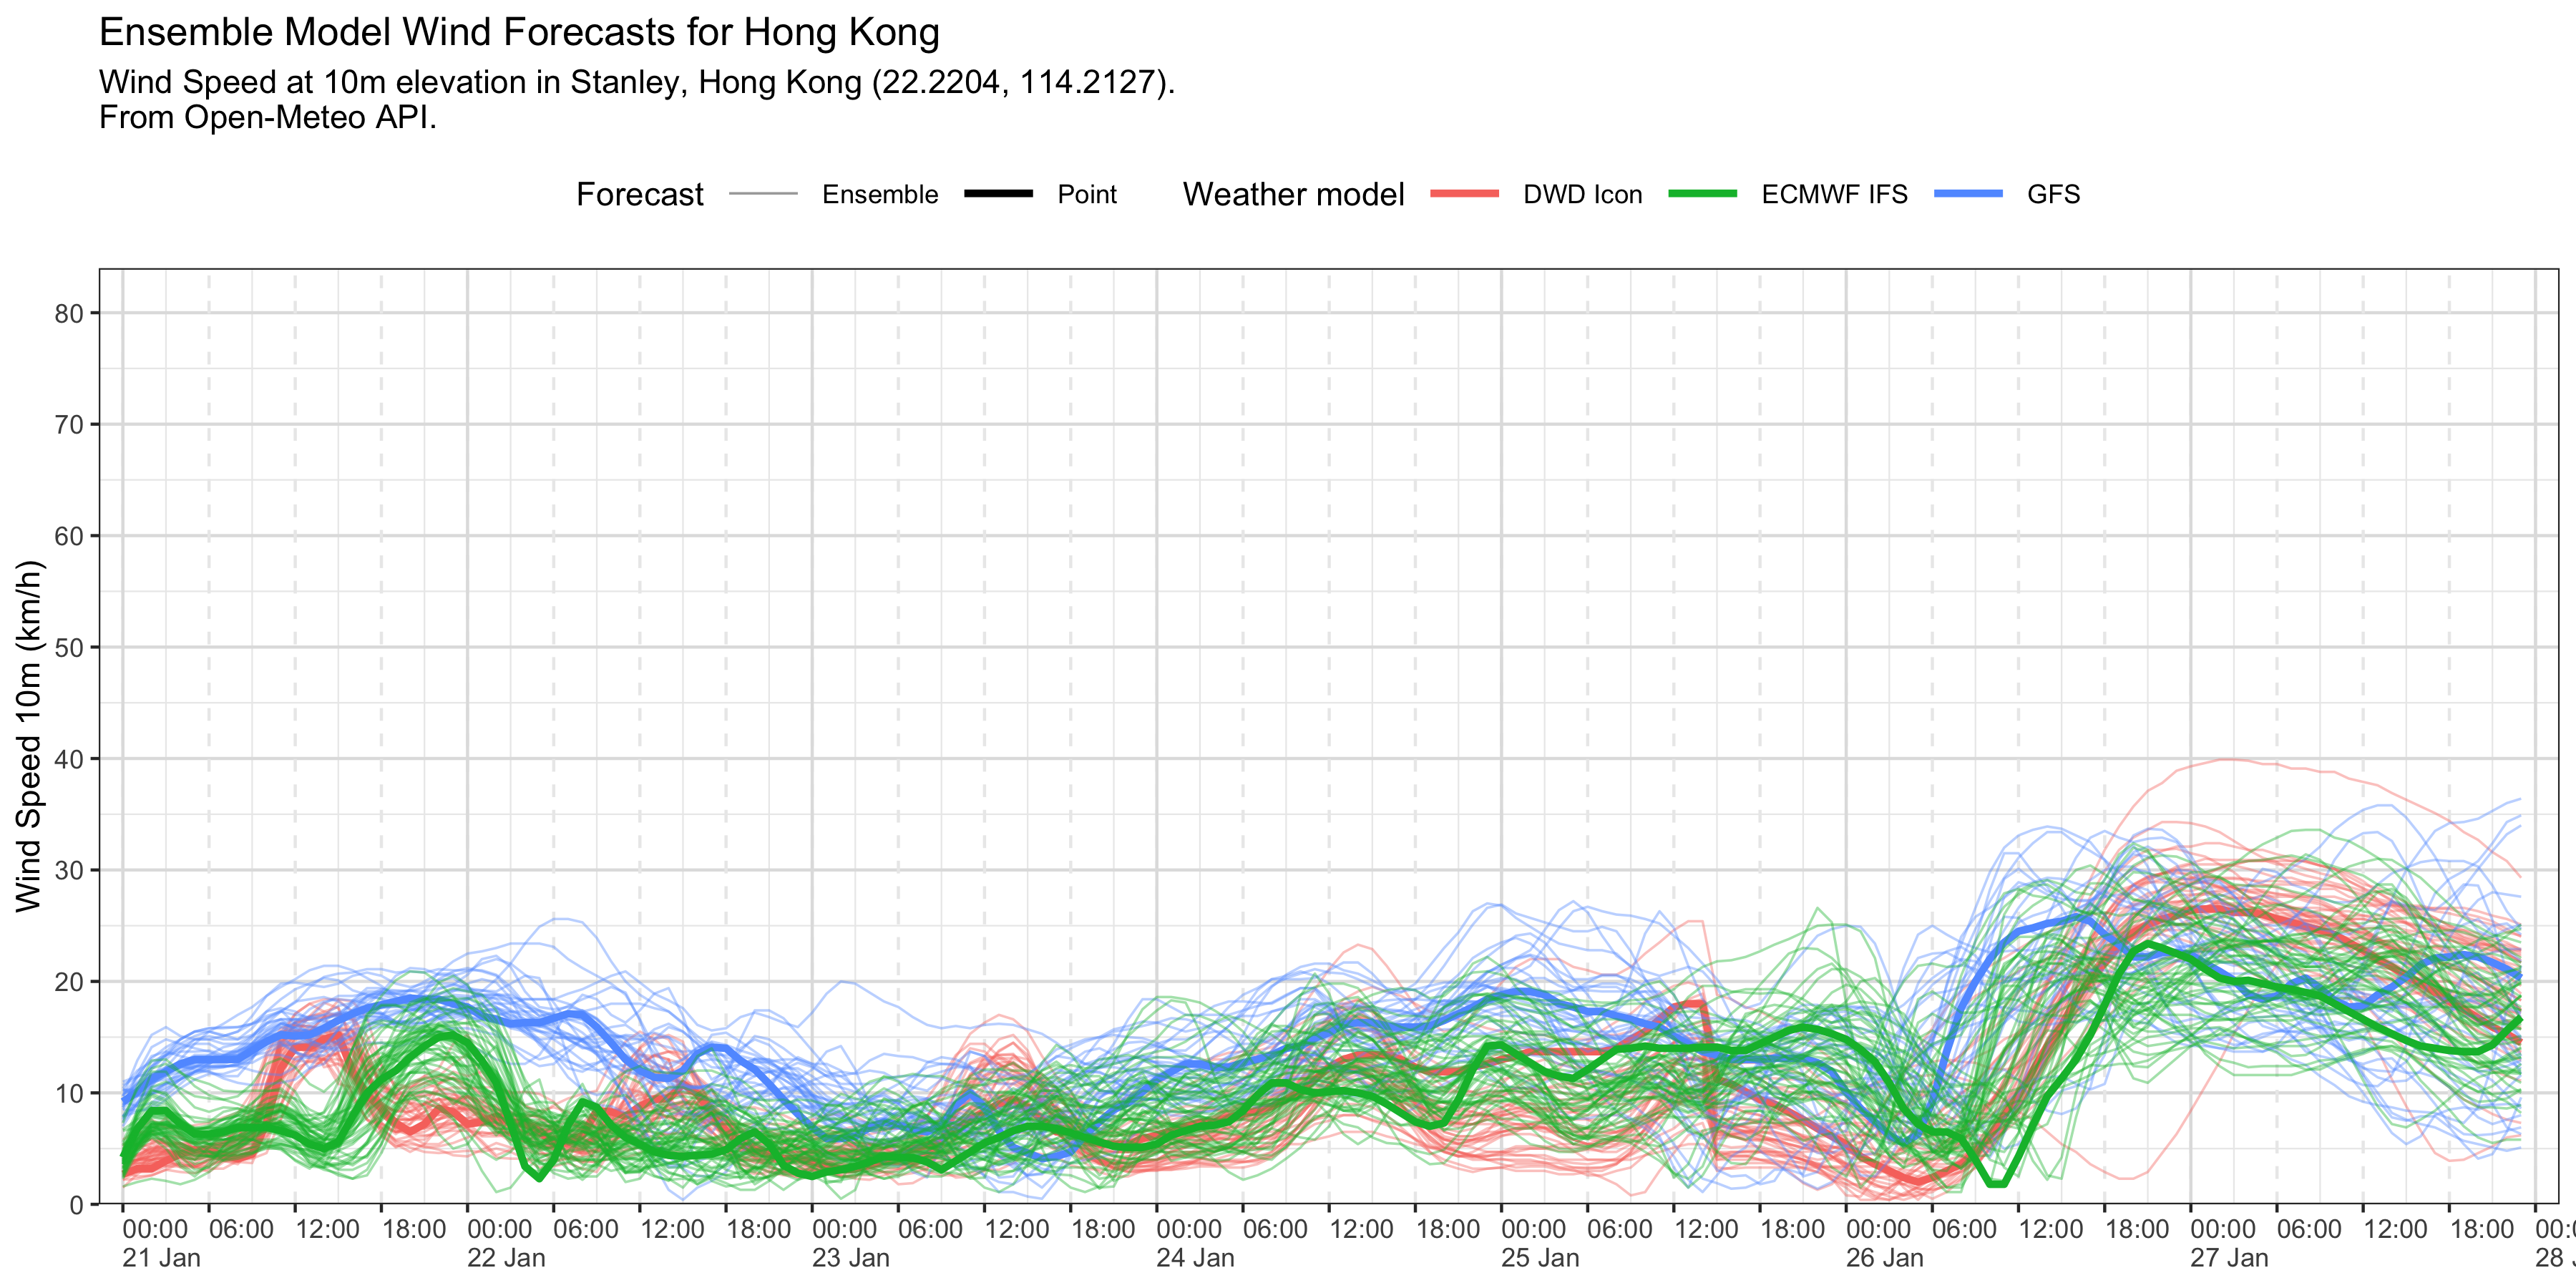 Ensemble Model Wind Forecasts for Hong Kong
Wind Speed at 10m elevation in Stanley, Hong Kong (22.2204, 114.2127).
From Open-Meteo API.
Forecast Ensemble Point Weather model DWD Icon ECMWF IFS GFS
Wind Speed 10m (km/h)
80
70
60
50
40
30
20
10
0
00:00 06:00 12:00 18:00 00:00 06:00 12:00 18:00 00:00 06:00 12:00 18:00 00:00 06:00 12:00 18:00 00:00 06:00 12:00 18:00 00:00 06:00 12:00 18:00 00:00 06:00 12:00 18:00 00:0
21 Jan 22 Jan 23 Jan 24 Jan 25 Jan 26 Jan 27 Jan 28 J